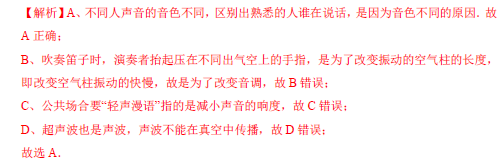 【解析】A、不同人声音的音色不同，区别出熟悉的人谁在说话，是因为音色不同的原因．故
A 正确；
B、吹奏笛子时，演奏者抬起压在不同出气空上的手指，是为了改变振动的空气柱的长度，
即改变空气柱振动的快慢，故是为了改变音调，故 B 错误；
C、公共场合要“轻声漫语”指的是减小声音的响度，故 C 错误；
D、超声波也是声波，声波不能在真空中传播，故 D 错误；
故选 A．